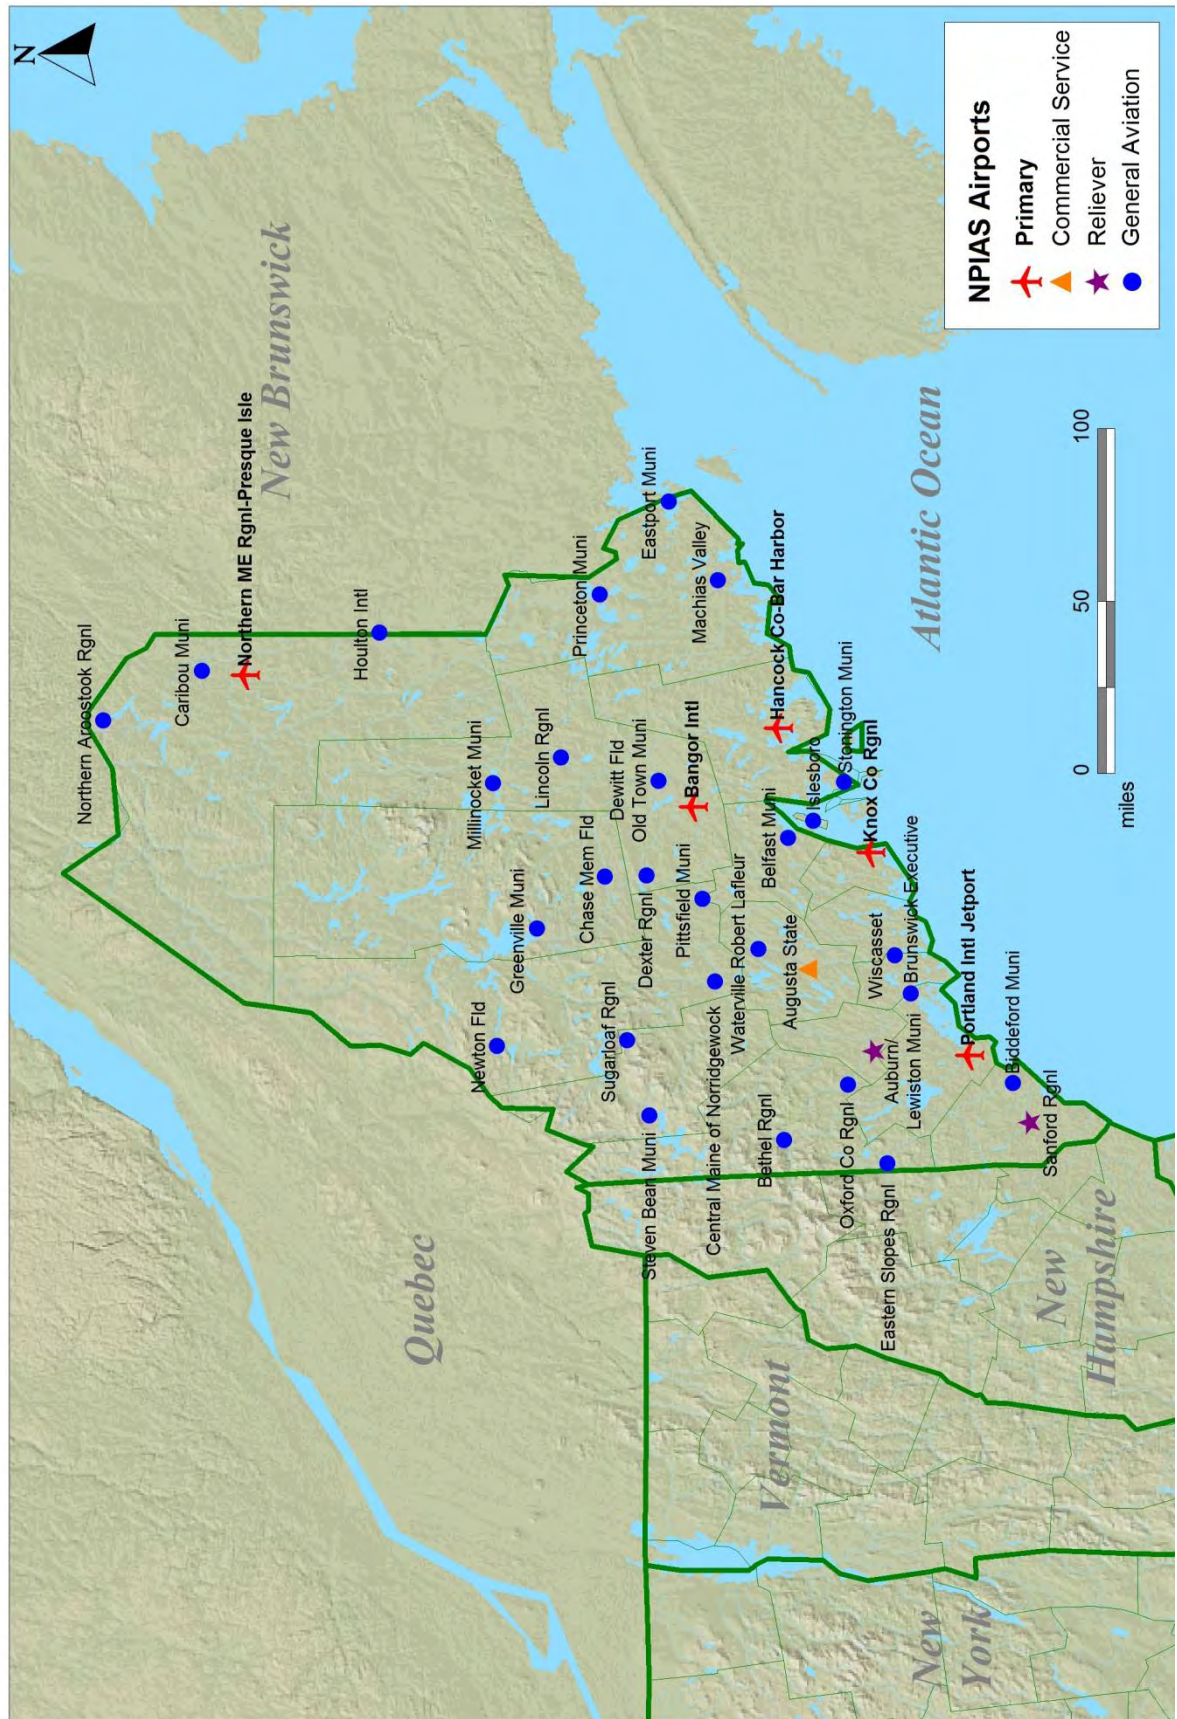 N
New Brunswick
Northern Aroostook Rgnl
Caribou Muni
Northern ME Rgnl-Presque Isle
Houlton Intl
Millinocket Muni
Lincoln Rgnl
Princeton Muni
Eastport Muni
Machias Valley
Greenville Muni
Chase Mem Fld
Dewitt Fld
Old Town Muni
Bangor Intl
Hancock Co-Bar Harbor
Newton Fld
Dexter Rgnl
Pittsfield Muni
Belfast Muni
Islesboro
Stonington Muni
Knox Co Rgnl
Sugarloaf Rgnl
Waterville Robert Lafleur
Augusta State
Wiscasset
Brunswick Executive
Steven Bean Muni
Central Maine of Norridgewock
Bethel Rgnl
Oxford Co Rgnl
Auburn/
Lewiston Muni
Portland Intl Jetport
Biddeford Muni
Eastern Slopes Rgnl
Sanford Rgnl
Quebec
Vermont
New
Hampshire
New
York
Atlantic Ocean
0
50
100
miles
NPIAS Airports
Primary
Commercial Service
Reliever
General Aviation